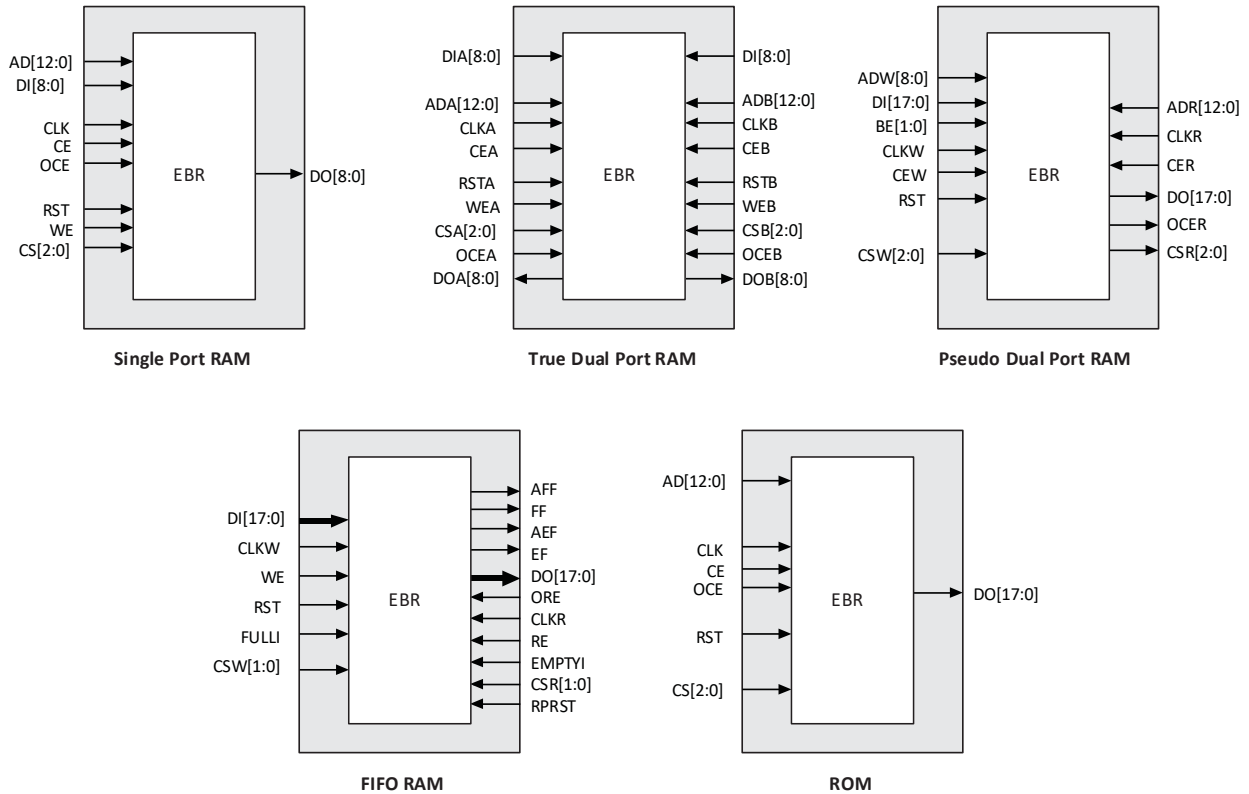 AD[12:0]
DI[8:0]
CLK
CE
OCE
RST
WE
CS[2:0]
EBR
DO[8:0]
Single Port RAM
DIA[8:0]
ADA[12:0]
CLKA
CEA
RSTA
WEA
CSA[2:0]
OCEA
DOA[8:0]
EBR
DI[8:0]
ADB[12:0]
CLKB
CEB
RSTB
WEB
CSB[2:0]
OCEB
DOB[8:0]
True Dual Port RAM
ADW[8:0]
DI[17:0]
BE[1:0]
CLKW
CEW
RST
CSW[2:0]
EBR
ADR[12:0]
CLKR
CER
DO[17:0]
OCER
CSR[2:0]
Pseudo Dual Port RAM
DI[17:0]
CLKW
WE
RST
FULLI
CSW[1:0]
EBR
AFF
FF
AEF
EF
DO[17:0]
ORE
CLKR
RE
EMPTYI
CSR[1:0]
RPRST
FIFO RAM
AD[12:0]
CLK
CE
OCE
RST
CS[2:0]
EBR
DO[17:0]
ROM